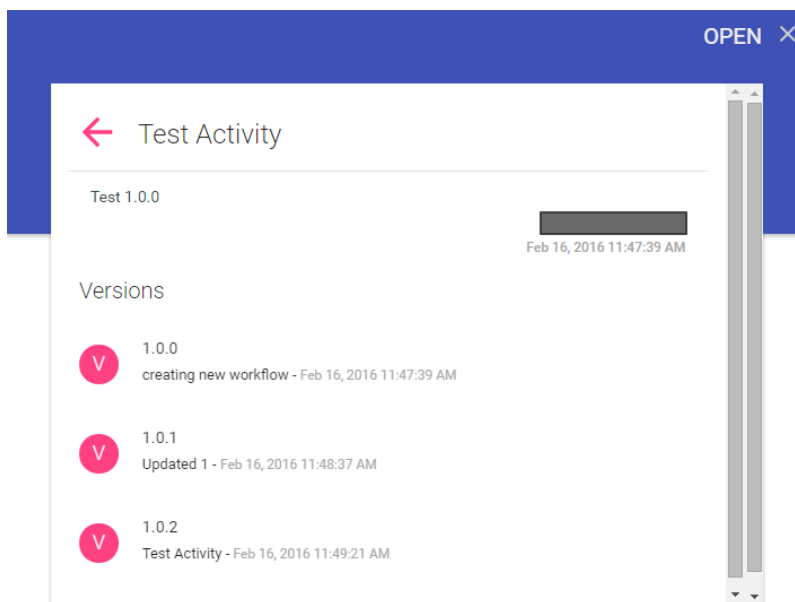 OPEN
Test Activity
Test 1.0.0
Feb 16, 2016 11:47:39 AM
Versions
V
1.0.0
creating new workflow - Feb 16, 2016 11:47:39 AM
V
1.0.1
Updated 1 - Feb 16, 2016 11:48:37 AM
V
1.0.2
Test Activity - Feb 16, 2016 11:49:21 AM